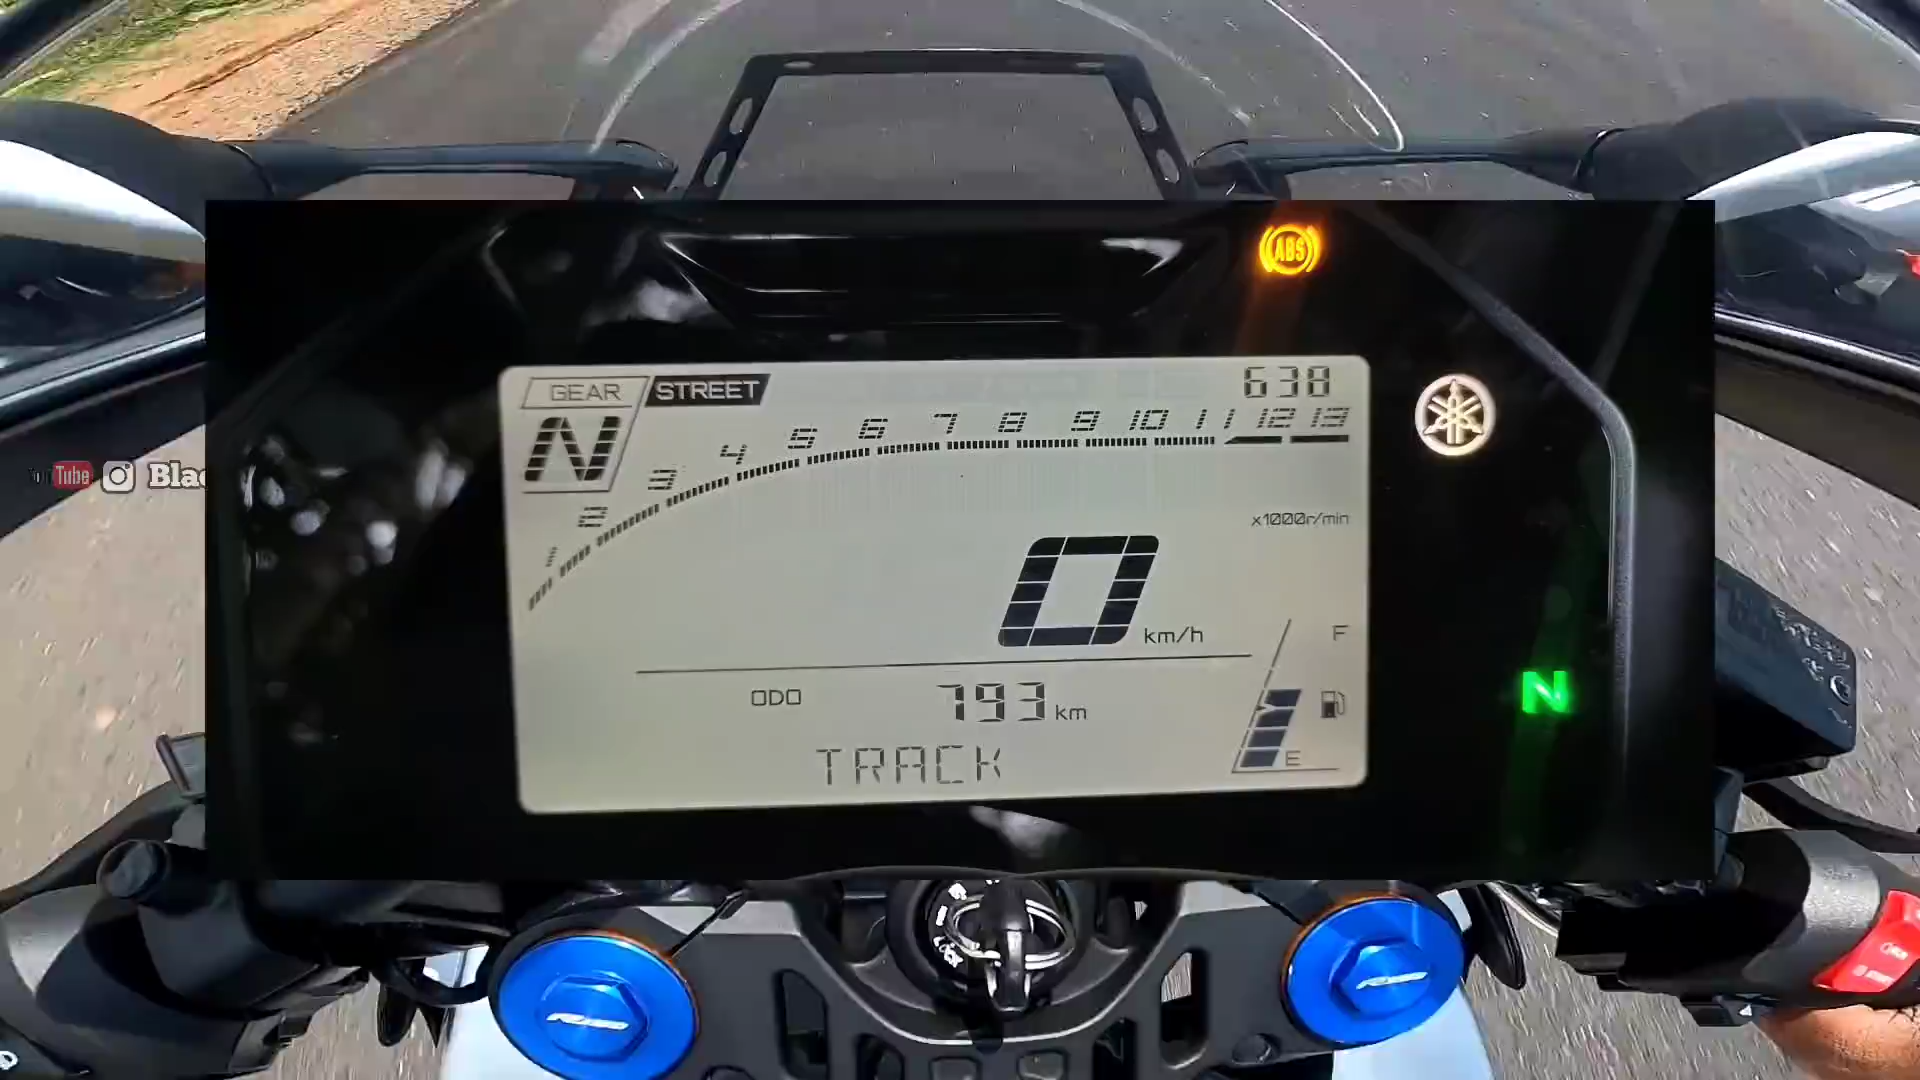 ABS
GEAR STREET 638
N
1 2 3 4 5 6 7 8 9 10 11 12 13
x1000r/min
0 km/h
F
ODO 793 km
E
TRACK
N
Tube Blac